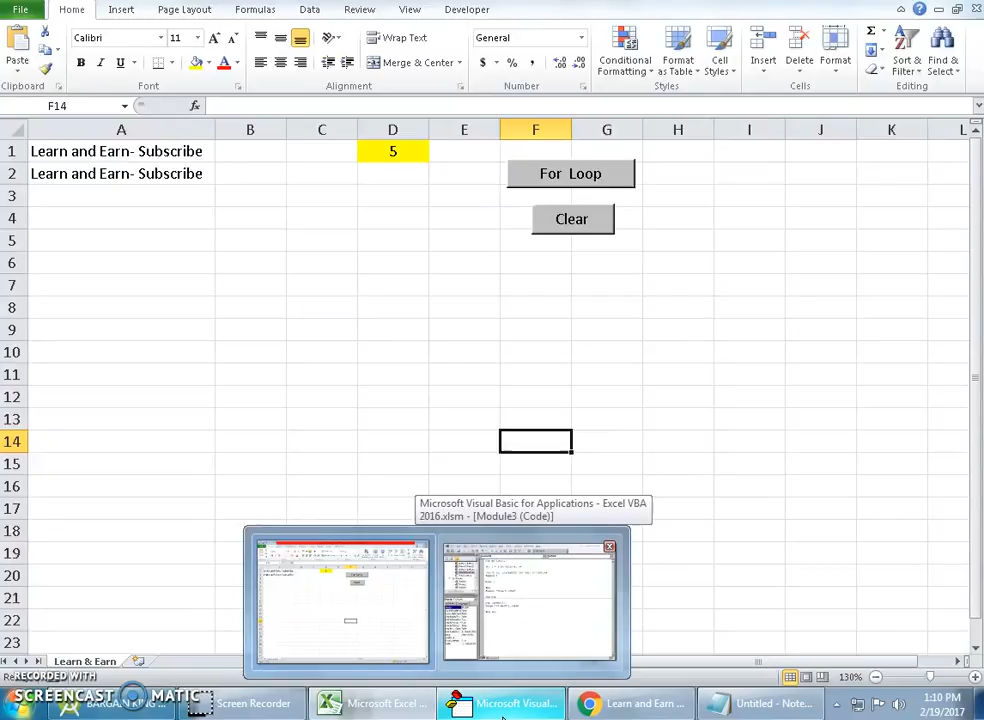 File Home Insert Page Layout Formulas Data Review View Developer
Calibri 11 Wrap Text General
Paste B I U Merge & Center $ % , Conditional Formatting Format as Table Cell Styles Insert Delete Format Sort & Filter Find & Select
Clipboard Font Alignment Number Styles Cells Editing
F14 fx
A B C D E F G H I J K L
1 Learn and Earn- Subscribe 5
2 Learn and Earn- Subscribe For Loop
3
4 Clear
5
6
7
8
9
10
11
12
13
14
15
16
17 Microsoft Visual Basic for Applications - Excel VBA
2016.xlsm - [Module3 (Code)]
18
19
20
21
22
23
Learn & Earn
RECORDED WITH 130%
SCREENCAST MATIC
BARGAIN KING Screen Recorder Microsoft Excel ... Microsoft Visual... Learn and Earn ... Untitled - Note... 1:10 PM
2/19/2017